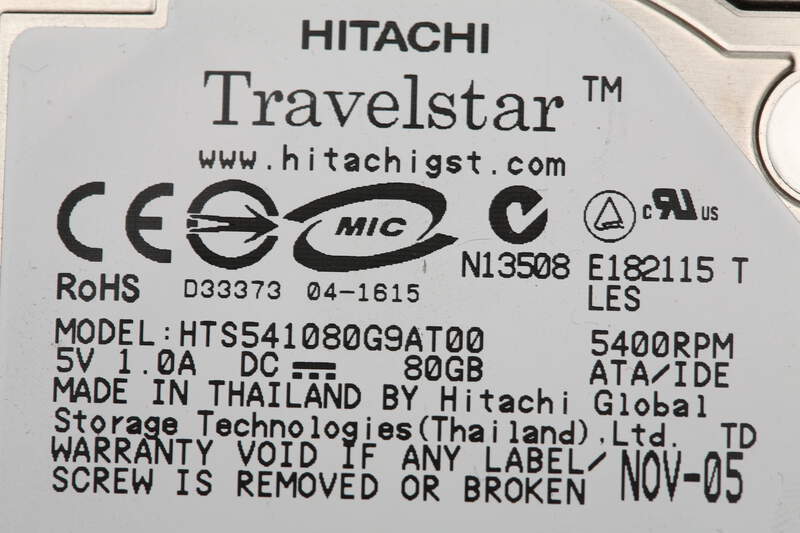 HITACHI
Travelstar ™
www.hitachigst.com
CE MIC c RU US
N13508 E182115 T
RoHS D33373 04-1615 LES
MODEL:HTS541080G9AT00 5400RPM
5V 1.0A DC 80GB ATA/IDE
MADE IN THAILAND BY Hitachi Global
Storage Technologies(Thailand),Ltd. TD
WARRANTY VOID IF ANY LABEL/
SCREW IS REMOVED OR BROKEN NOV-05